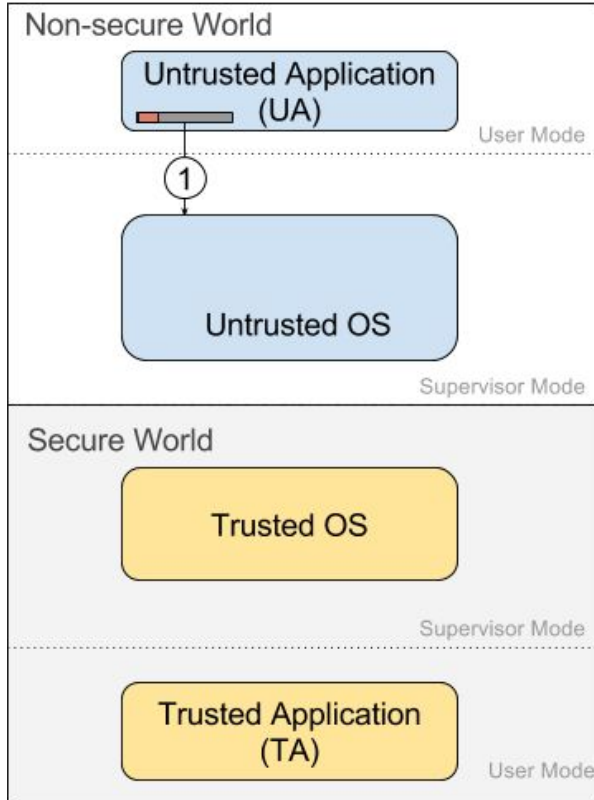 Non-secure World
Untrusted Application
(UA)
User Mode
1
Untrusted OS
Supervisor Mode
Secure World
Trusted OS
Supervisor Mode
Trusted Application
(TA)
User Mode